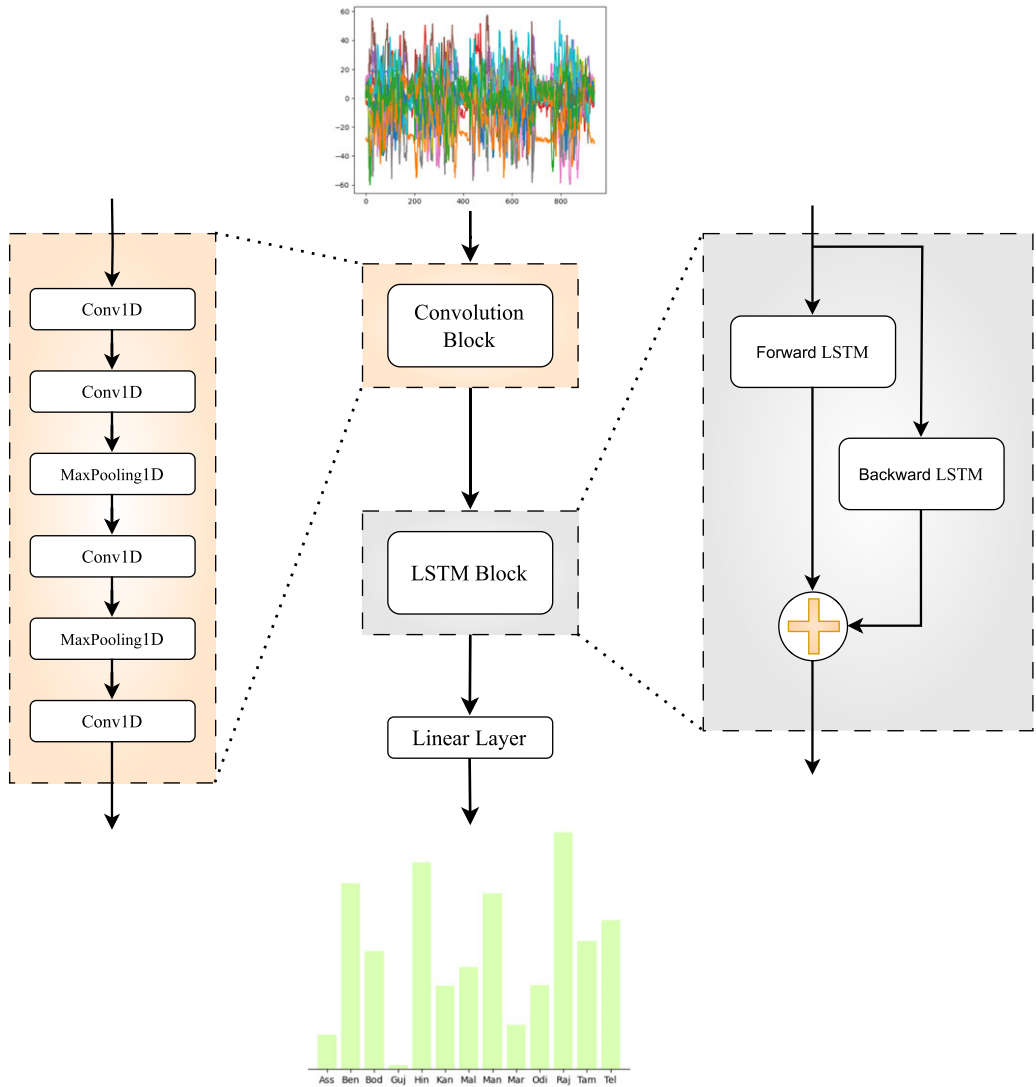 60
40
20
0
−20
−40
−60
0 200 400 600 800
Conv1D
Conv1D
MaxPooling1D
Conv1D
MaxPooling1D
Conv1D
Convolution
Block
LSTM Block
Linear Layer
Forward LSTM
Backward LSTM
Ass Ben Bod Guj Hin Kan Mal Man Mar Odi Raj Tam Tel